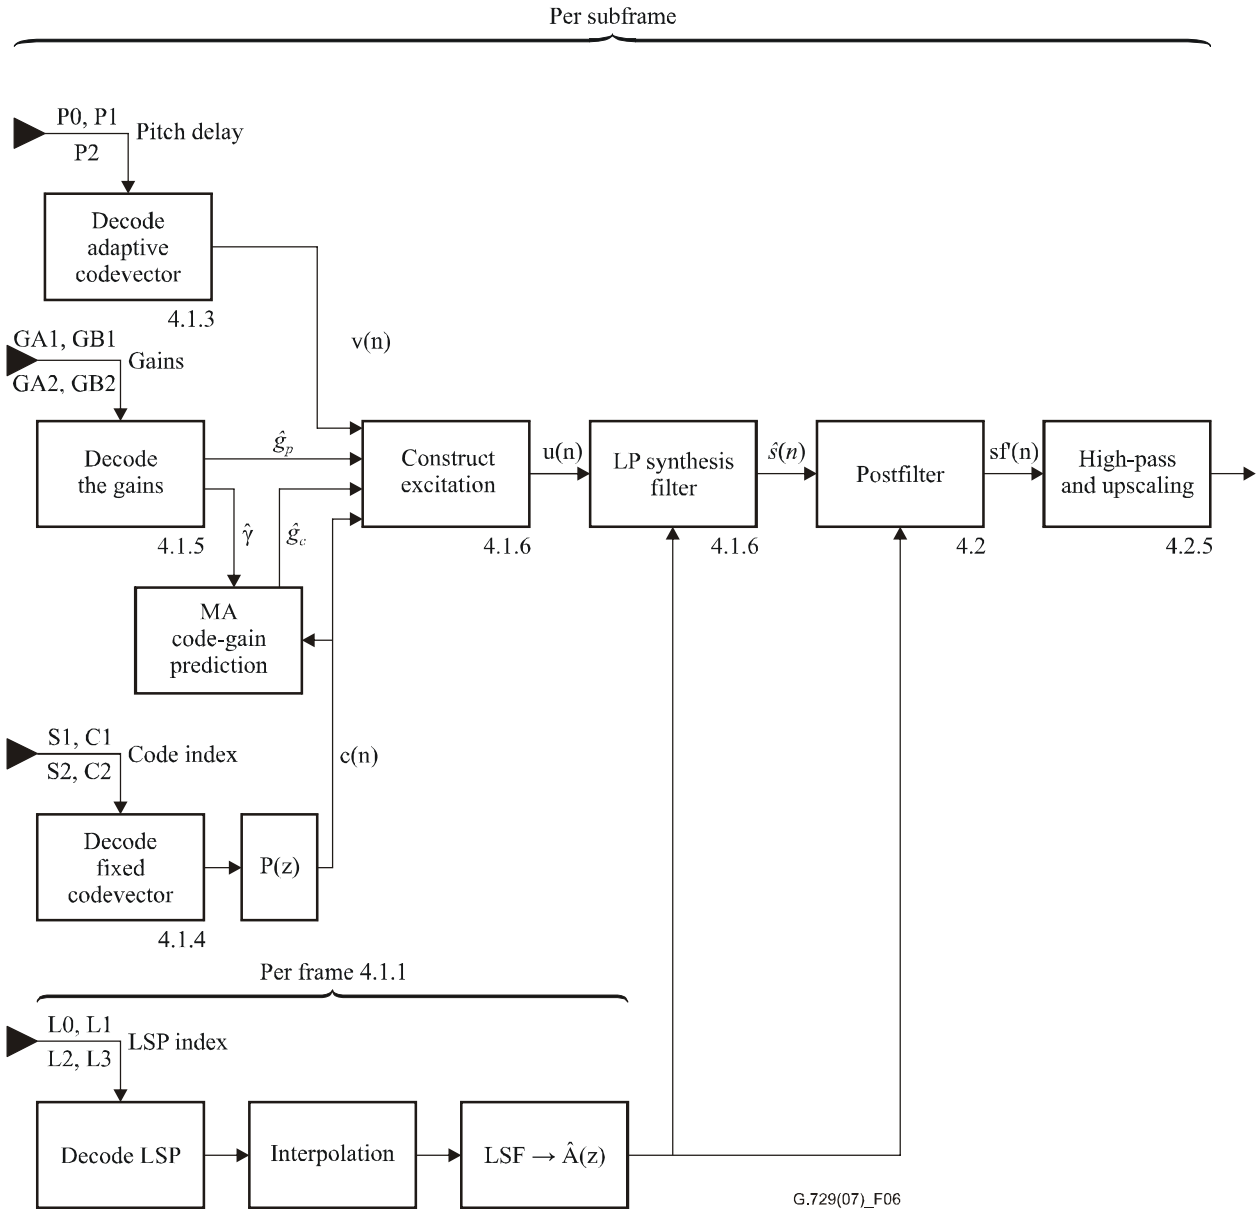 Per subframe
P0, P1
Pitch delay
P2
Decode
adaptive
codevector
4.1.3
v(n)
GA1, GB1
Gains
GA2, GB2
Decode
the gains
4.1.5
ĝp
γ̂
ĝc
Construct
excitation
4.1.6
u(n)
LP synthesis
filter
4.1.6
ŝ(n)
Postfilter
4.2
sf'(n)
High-pass
and upscaling
4.2.5
MA
code-gain
prediction
S1, C1
Code index
S2, C2
c(n)
Decode
fixed
codevector
4.1.4
P(z)
Per frame 4.1.1
L0, L1
LSP index
L2, L3
Decode LSP
Interpolation
LSF → Â(z)
G.729(07)_F06